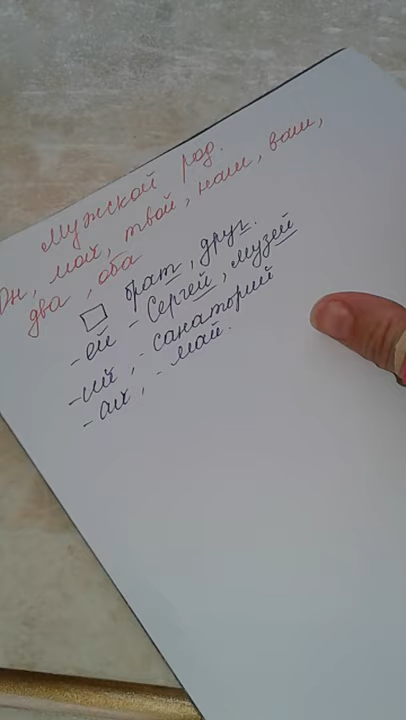 Мужской род.
Он, мой, твой, наш, ваш,
два, оба
брат, друг.
-ей - Сергей, музей
-ий, - санаторий
-ай, - май.